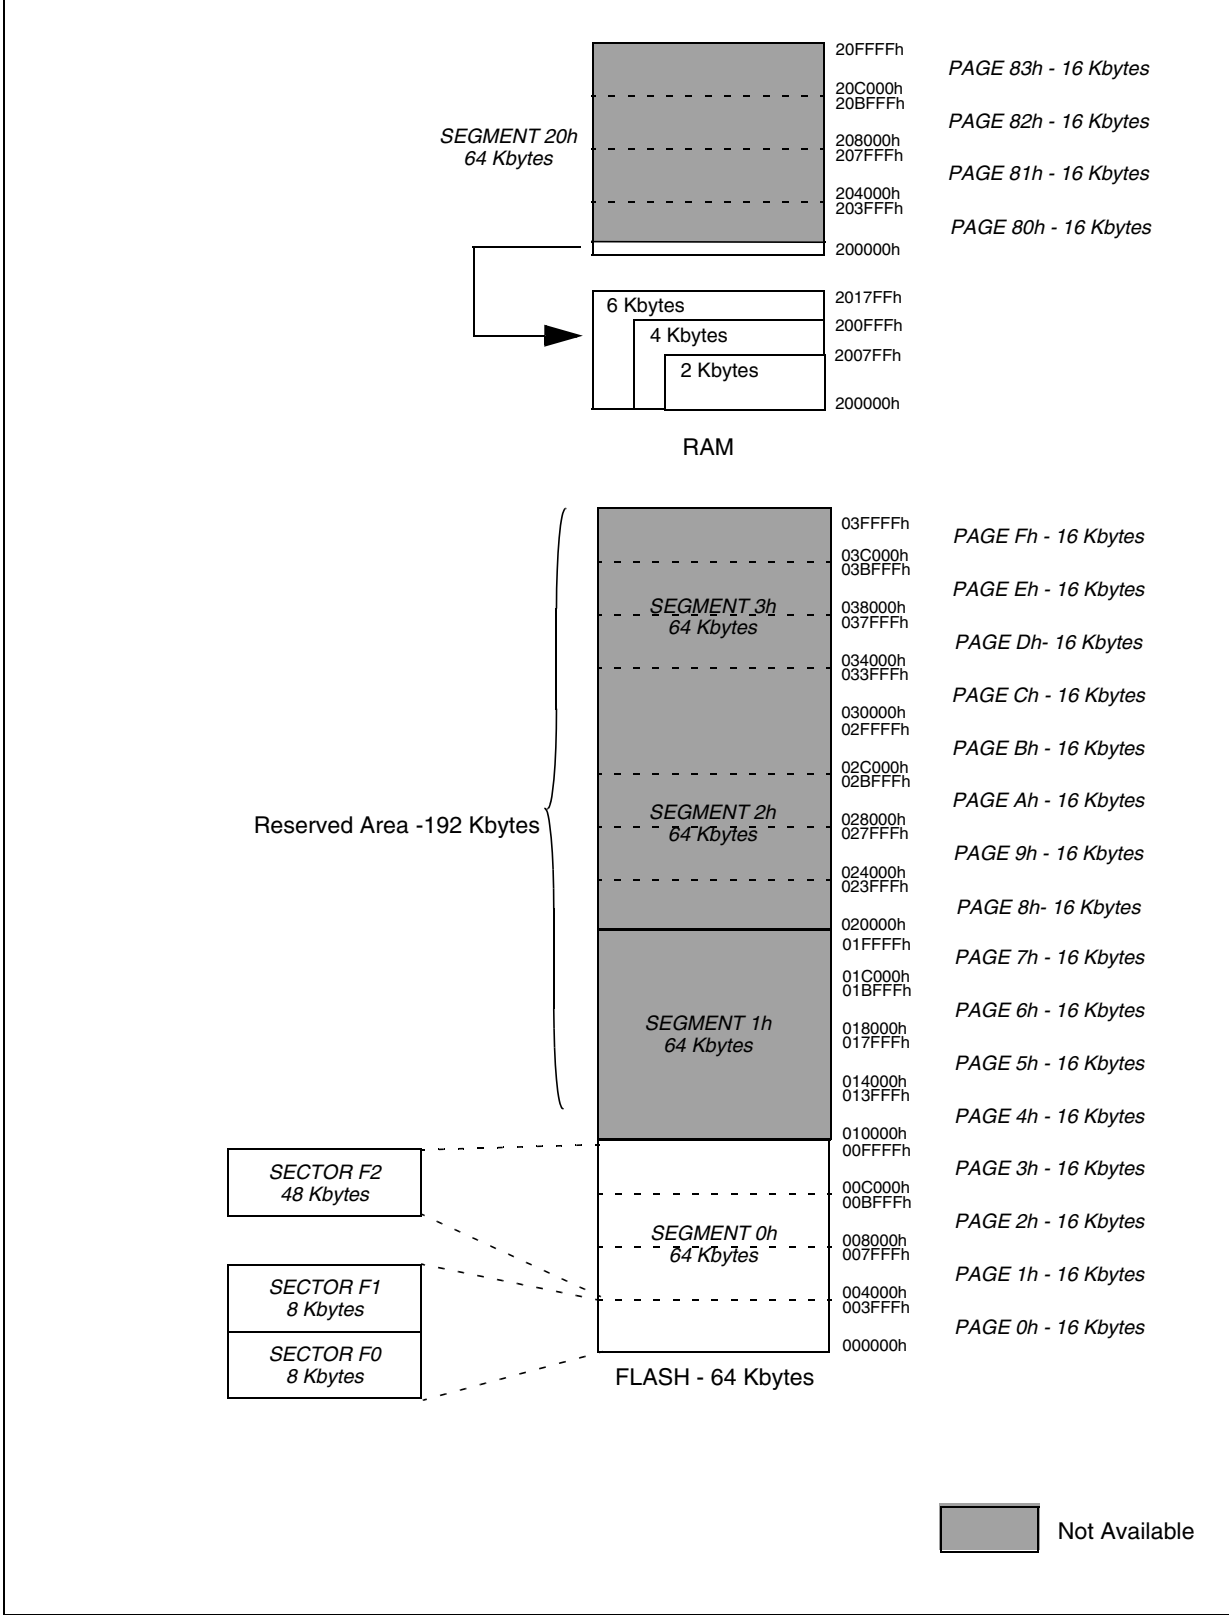 20FFFFh
PAGE 83h - 16 Kbytes
20C000h
20BFFFh
PAGE 82h - 16 Kbytes
SEGMENT 20h
64 Kbytes
208000h
207FFFh
PAGE 81h - 16 Kbytes
204000h
203FFFh
PAGE 80h - 16 Kbytes
200000h
6 Kbytes
2017FFh
4 Kbytes
200FFFh
2 Kbytes
2007FFh
200000h
RAM
03FFFFh
PAGE Fh - 16 Kbytes
03C000h
03BFFFh
PAGE Eh - 16 Kbytes
SEGMENT 3h
64 Kbytes
038000h
037FFFh
PAGE Dh- 16 Kbytes
034000h
033FFFh
PAGE Ch - 16 Kbytes
030000h
02FFFFh
PAGE Bh - 16 Kbytes
02C000h
02BFFFh
PAGE Ah - 16 Kbytes
Reserved Area -192 Kbytes
SEGMENT 2h
64 Kbytes
028000h
027FFFh
PAGE 9h - 16 Kbytes
024000h
023FFFh
PAGE 8h- 16 Kbytes
020000h
01FFFFh
PAGE 7h - 16 Kbytes
01C000h
01BFFFh
PAGE 6h - 16 Kbytes
SEGMENT 1h
64 Kbytes
018000h
017FFFh
PAGE 5h - 16 Kbytes
014000h
013FFFh
PAGE 4h - 16 Kbytes
010000h
00FFFFh
PAGE 3h - 16 Kbytes
SECTOR F2
48 Kbytes
00C000h
00BFFFh
PAGE 2h - 16 Kbytes
SEGMENT 0h
64 Kbytes
008000h
007FFFh
PAGE 1h - 16 Kbytes
SECTOR F1
8 Kbytes
004000h
003FFFh
PAGE 0h - 16 Kbytes
000000h
SECTOR F0
8 Kbytes
FLASH - 64 Kbytes
Not Available